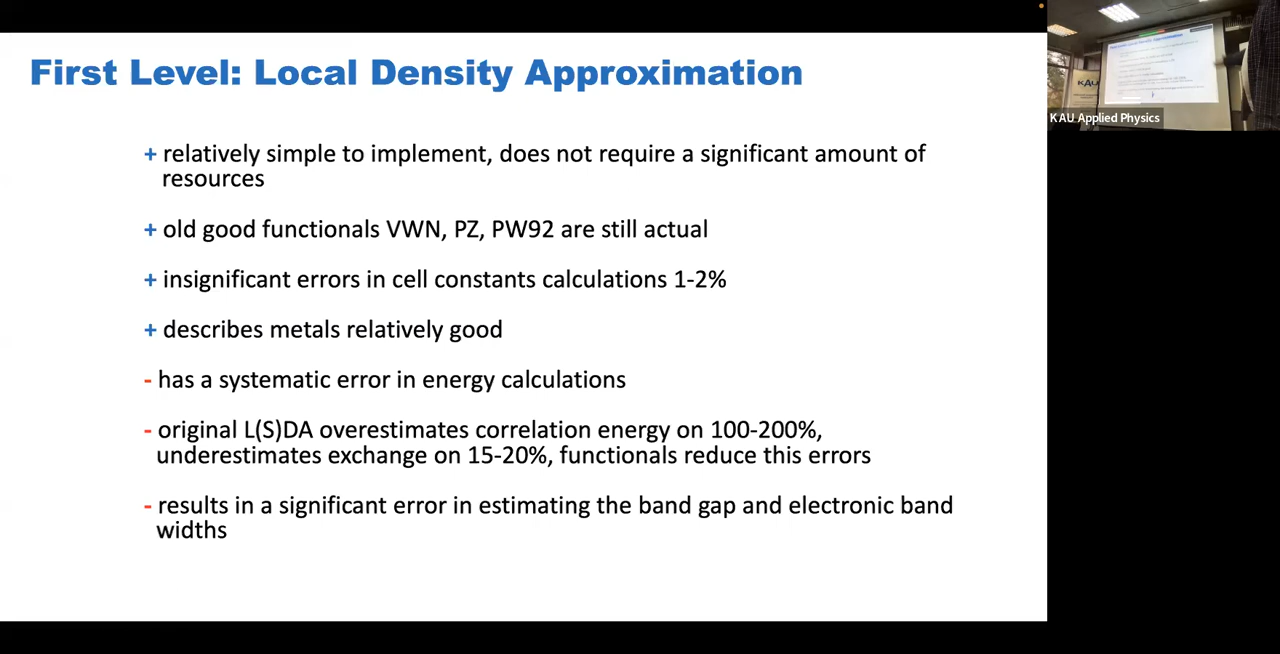 First Level: Local Density Approximation
+ relatively simple to implement, does not require a significant amount of
resources
+ old good functionals VWN, PZ, PW92 are still actual
+ insignificant errors in cell constants calculations 1-2%
+ describes metals relatively good
- has a systematic error in energy calculations
- original L(S)DA overestimates correlation energy on 100-200%,
underestimates exchange on 15-20%, functionals reduce this errors
- results in a significant error in estimating the band gap and electronic band
widths
KAU
KAU Applied Physics